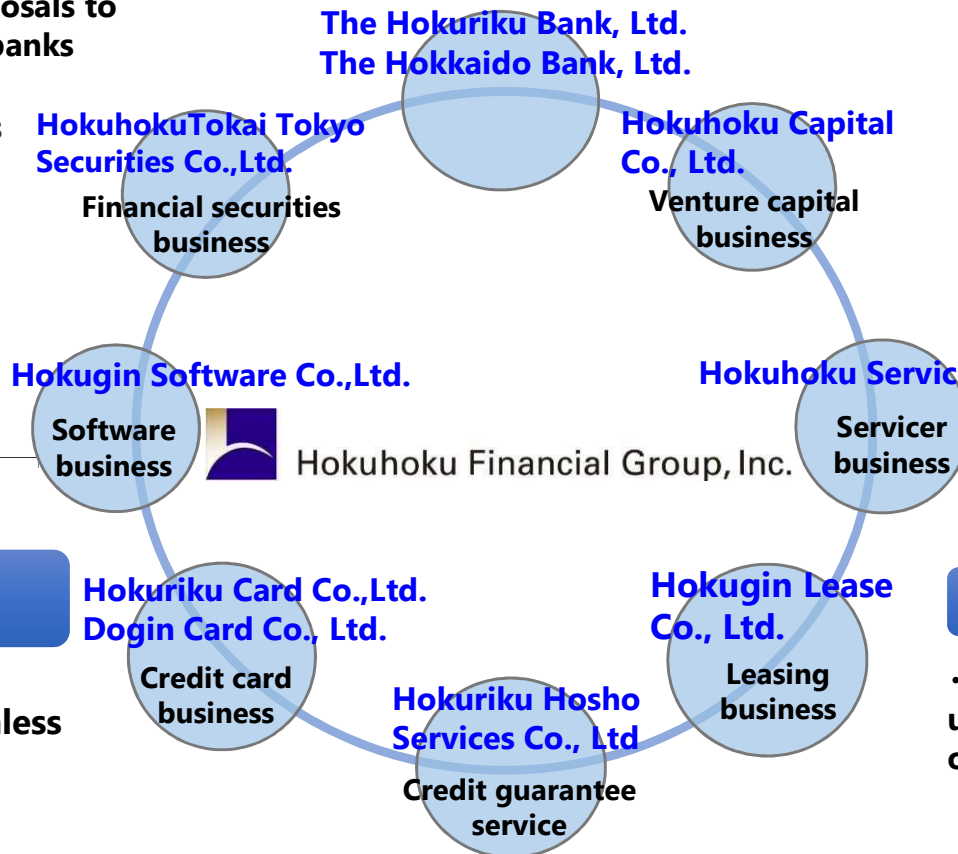 osals to
banks
s
The Hokuriku Bank, Ltd.
The Hokkaido Bank, Ltd.
HokuhokuTokai Tokyo
Securities Co.,Ltd.
Financial securities
business
Hokuhoku Capital
Co., Ltd.
Venture capital
business
Hokugin Software Co.,Ltd.
Software
business
Hokuhoku Financial Group, Inc.
Hokuhoku Servic
Servicer
business
Hokuriku Card Co.,Ltd.
Dogin Card Co., Ltd.
Credit card
business
Hokugin Lease
Co., Ltd.
Leasing
business
Hokuriku Hosho
Services Co., Ltd
Credit guarantee
service
less
・
u